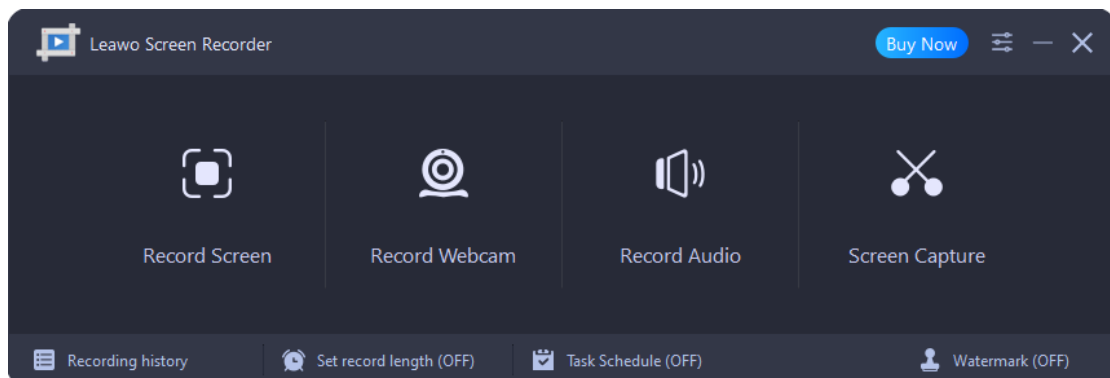 Leawo Screen Recorder
Buy Now
Record Screen
Record Webcam
Record Audio
Screen Capture
Recording history
Set record length (OFF)
Task Schedule (OFF)
Watermark (OFF)